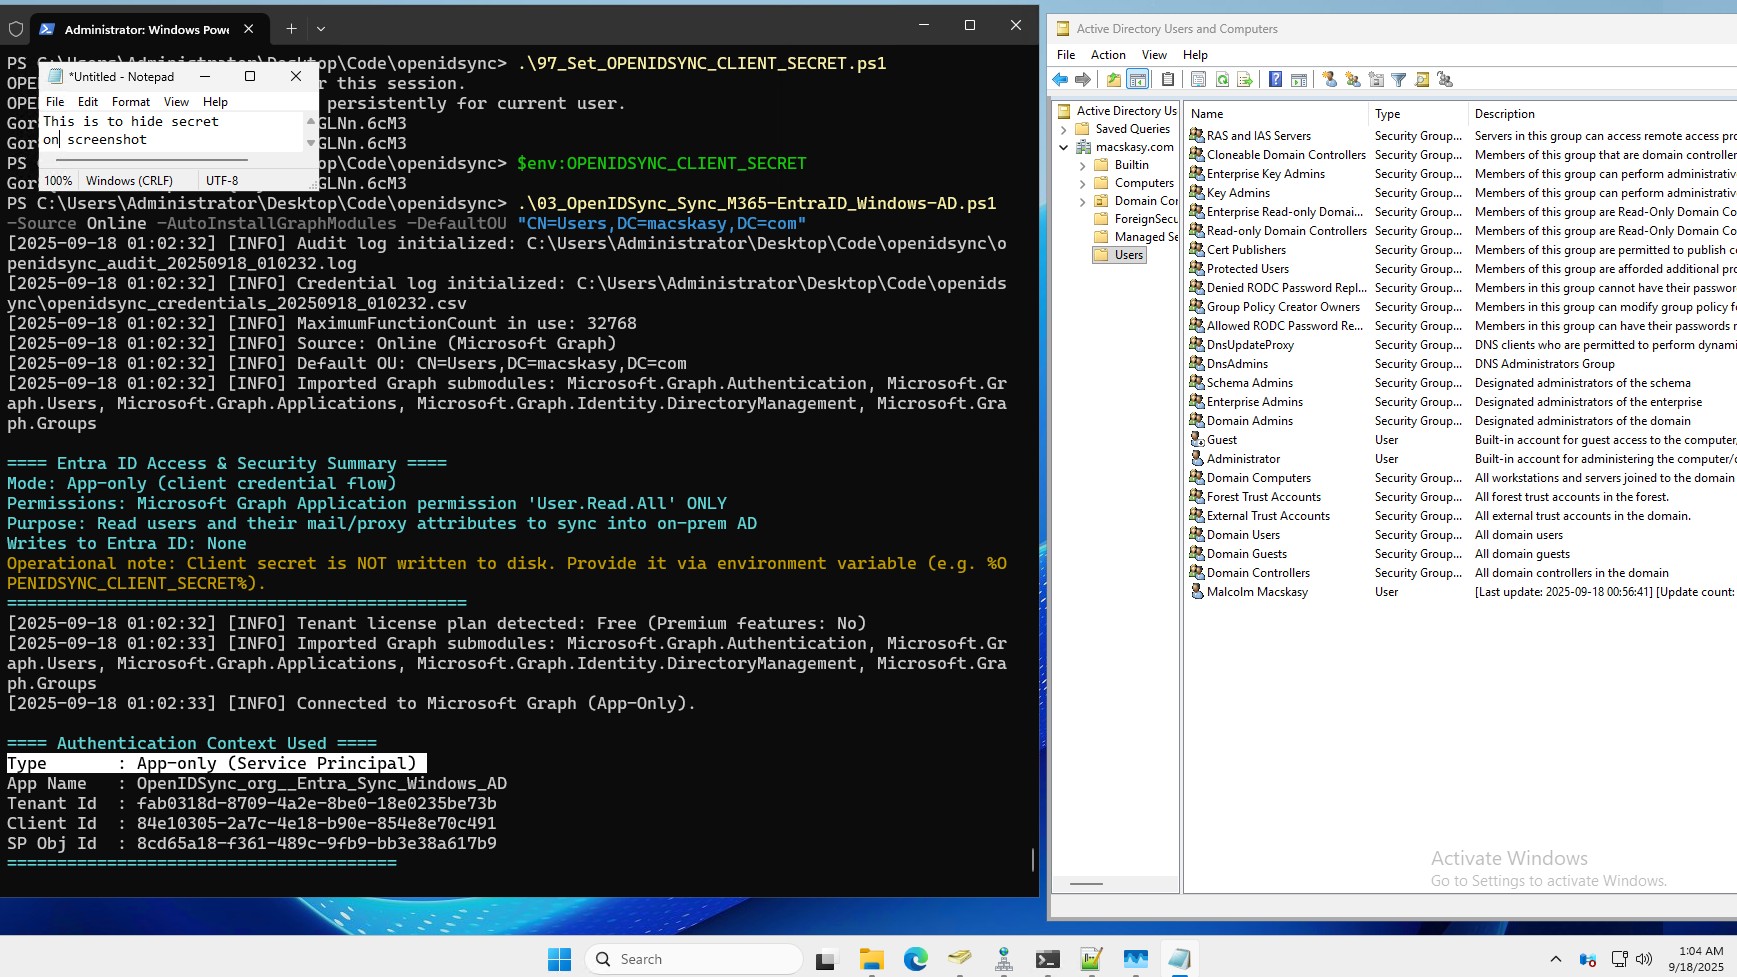 Administrator: Windows Powe
PS C:\Users\Administrator\Desktop\Code\openidsync> .\97_Set_OPENIDSYNC_CLIENT_SECRET.ps1
*Untitled - Notepad
File Edit Format View Help
This is to hide secret
on screenshot
100% Windows (CRLF) UTF-8
OPE r this session.
OPE persistently for current user.
Gor GLNn.6cM3
Gor GLNn.6cM3
PS op\Code\openidsync> $env:OPENIDSYNC_CLIENT_SECRET
Gor GLNn.6cM3
PS C:\Users\Administrator\Desktop\Code\openidsync> .\03_OpenIDSync_Sync_M365-EntraID_Windows-AD.ps1
-Source Online -AutoInstallGraphModules -DefaultOU "CN=Users,DC=macskasy,DC=com"
[2025-09-18 01:02:32] [INFO] Audit log initialized: C:\Users\Administrator\Desktop\Code\openidsync\o
penidsync_audit_20250918_010232.log
[2025-09-18 01:02:32] [INFO] Credential log initialized: C:\Users\Administrator\Desktop\Code\openids
ync\openidsync_credentials_20250918_010232.csv
[2025-09-18 01:02:32] [INFO] MaximumFunctionCount in use: 32768
[2025-09-18 01:02:32] [INFO] Source: Online (Microsoft Graph)
[2025-09-18 01:02:32] [INFO] Default OU: CN=Users,DC=macskasy,DC=com
[2025-09-18 01:02:32] [INFO] Imported Graph submodules: Microsoft.Graph.Authentication, Microsoft.Gr
aph.Users, Microsoft.Graph.Applications, Microsoft.Graph.Identity.DirectoryManagement, Microsoft.Gra
ph.Groups
==== Entra ID Access & Security Summary ====
Mode: App-only (client credential flow)
Permissions: Microsoft Graph Application permission 'User.Read.All' ONLY
Purpose: Read users and their mail/proxy attributes to sync into on-prem AD
Writes to Entra ID: None
Operational note: Client secret is NOT written to disk. Provide it via environment variable (e.g. %O
PENIDSYNC_CLIENT_SECRET%).
==============================================
[2025-09-18 01:02:32] [INFO] Tenant license plan detected: Free (Premium features: No)
[2025-09-18 01:02:33] [INFO] Imported Graph submodules: Microsoft.Graph.Authentication, Microsoft.Gr
aph.Users, Microsoft.Graph.Applications, Microsoft.Graph.Identity.DirectoryManagement, Microsoft.Gra
ph.Groups
[2025-09-18 01:02:33] [INFO] Connected to Microsoft Graph (App-Only).
==== Authentication Context Used ====
Type : App-only (Service Principal)
App Name : OpenIDSync_org__Entra_Sync_Windows_AD
Tenant Id : fab0318d-8709-4a2e-8be0-18e0235be73b
Client Id : 84e10305-2a7c-4e18-b90e-854e8e70c491
SP Obj Id : 8cd65a18-f361-489c-9fb9-bb3e38a617b9
=======================================
Active Directory Users and Computers
File Action View Help
Active Directory Us
Saved Queries
macskasy.com
Builtin
Computers
Domain Cor
ForeignSecu
Managed Se
Users
Name Type Description
RAS and IAS Servers Security Group... Servers in this group can access remote access pro
Cloneable Domain Controllers Security Group... Members of this group that are domain controller
Enterprise Key Admins Security Group... Members of this group can perform administrative
Key Admins Security Group... Members of this group can perform administrative
Enterprise Read-only Domai... Security Group... Members of this group are Read-Only Domain Co
Read-only Domain Controllers Security Group... Members of this group are Read-Only Domain Co
Cert Publishers Security Group... Members of this group are permitted to publish c
Protected Users Security Group... Members of this group are afforded additional pro
Denied RODC Password Repl... Security Group... Members in this group cannot have their password
Group Policy Creator Owners Security Group... Members in this group can modify group policy f
Allowed RODC Password Re... Security Group... Members in this group can have their passwords r
DnsUpdateProxy Security Group... DNS clients who are permitted to perform dynami
DnsAdmins Security Group... DNS Administrators Group
Schema Admins Security Group... Designated administrators of the schema
Enterprise Admins Security Group... Designated administrators of the enterprise
Domain Admins Security Group... Designated administrators of the domain
Guest User Built-in account for guest access to the computer,
Administrator User Built-in account for administering the computer/
Domain Computers Security Group... All workstations and servers joined to the domain
Forest Trust Accounts Security Group... All forest trust accounts in the forest.
External Trust Accounts Security Group... All external trust accounts in the domain.
Domain Users Security Group... All domain users
Domain Guests Security Group... All domain guests
Domain Controllers Security Group... All domain controllers in the domain
Malcolm Macskasy User [Last update: 2025-09-18 00:56:41] [Update count:
Activate Windows
Go to Settings to activate Windows.
Search
1:04 AM
9/18/2025